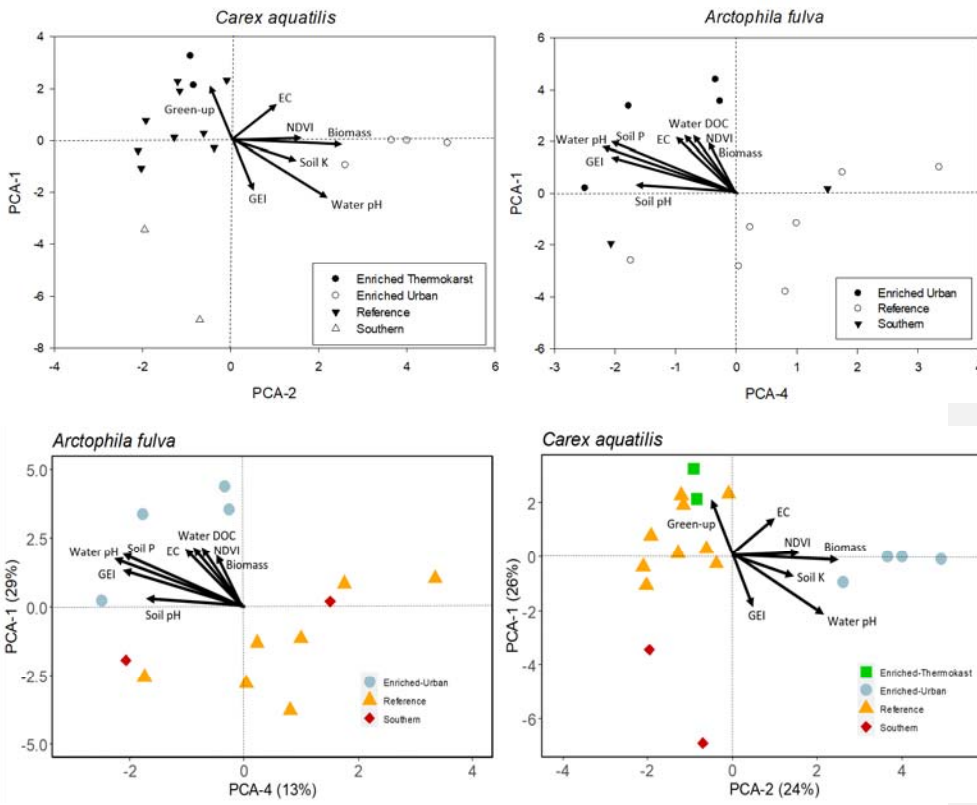 Carex aquatilis
4
2
0
-2
-4
-6
-8
PCA-1
Green-up
EC
NDVI
Biomass
Soil K
GEI
Water pH
Enriched Thermokarst
Enriched Urban
Reference
Southern
-4
-2
0
2
4
6
PCA-2
Arctophila fulva
6
4
2
0
-2
-4
-6
PCA-1
Water DOC
Water pH
Soil P
EC
NDVI
GEI
Biomass
Soil pH
Enriched Urban
Reference
Southern
-3
-2
-1
0
1
2
3
4
PCA-4
Arctophila fulva
5.0
2.5
0.0
-2.5
-5.0
PCA-1 (29%)
Water DOC
Water pH
Soil P
EC
NDVI
GEI
Biomass
Soil pH
Enriched-Urban
Reference
Southern
-2
0
2
4
PCA-4 (13%)
Carex aquatilis
2
0
-2
-4
-6
PCA-1 (26%)
Green-up
EC
NDVI
Biomass
Soil K
GEI
Water pH
Enriched-Thermokast
Enriched-Urban
Reference
Southern
-4
-2
0
2
4
PCA-2 (24%)